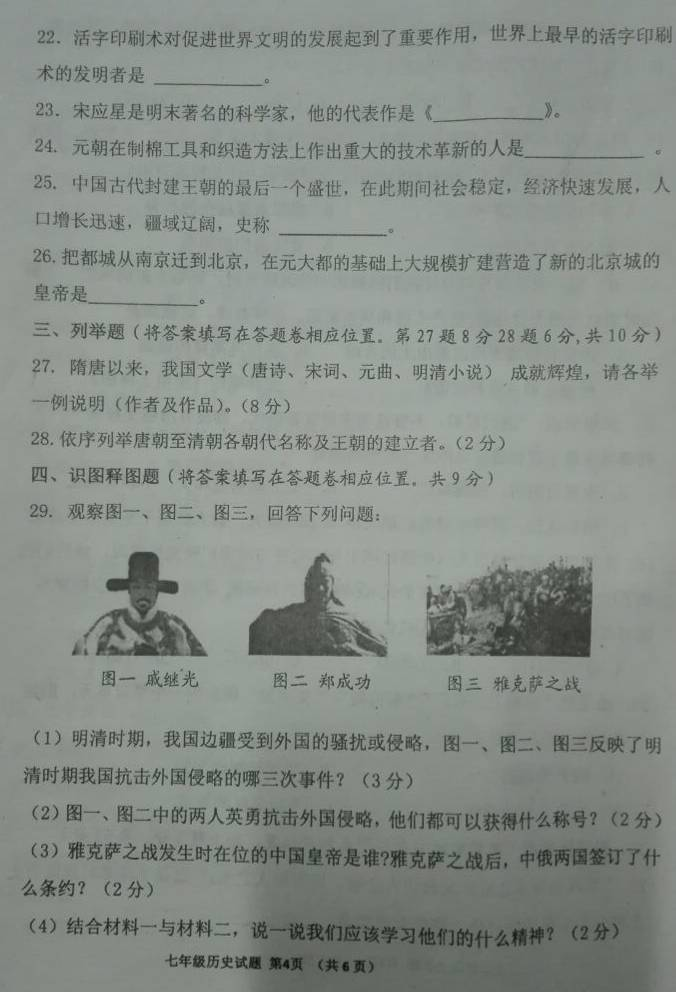 22. 活字印刷术对促进世界文明的发展起到了重要作用，世界上最早的活字印刷
术的发明者是 ____________。
23. 宋应星是明末著名的科学家，他的代表作是《____________》。
24. 元朝在制棉工具和织造方法上作出重大的技术革新的人是____________ 。
25. 中国古代封建王朝的最后一个盛世，在此期间社会稳定，经济快速发展，人
口增长迅速，疆域辽阔，史称 ____________。
26. 把都城从南京迁到北京，在元大都的基础上大规模扩建营造了新的北京城的
皇帝是____________。
三、列举题（将答案填写在答题卷相应位置。第 27 题 8 分 28 题 6 分,共 10 分）
27. 隋唐以来，我国文学（唐诗、宋词、元曲、明清小说） 成就辉煌，请各举
一例说明（作者及作品）。（8 分）
28. 依序列举唐朝至清朝各朝代名称及王朝的建立者。（2 分）
四、识图释图题（将答案填写在答题卷相应位置。共 9 分）
29. 观察图一、图二、图三，回答下列问题：
图一 戚继光 图二 郑成功 图三 雅克萨之战
（1）明清时期，我国边疆受到外国的骚扰或侵略，图一、图二、图三反映了明
清时期我国抗击外国侵略的哪三次事件？（3 分）
（2）图一、图二中的两人英勇抗击外国侵略，他们都可以获得什么称号？（2 分）
（3）雅克萨之战发生时在位的中国皇帝是谁?雅克萨之战后，中俄两国签订了什
么条约？（2 分）
（4）结合材料一与材料二，说一说我们应该学习他们的什么精神？（2 分）
七年级历史试题 第4页 （共 6 页）